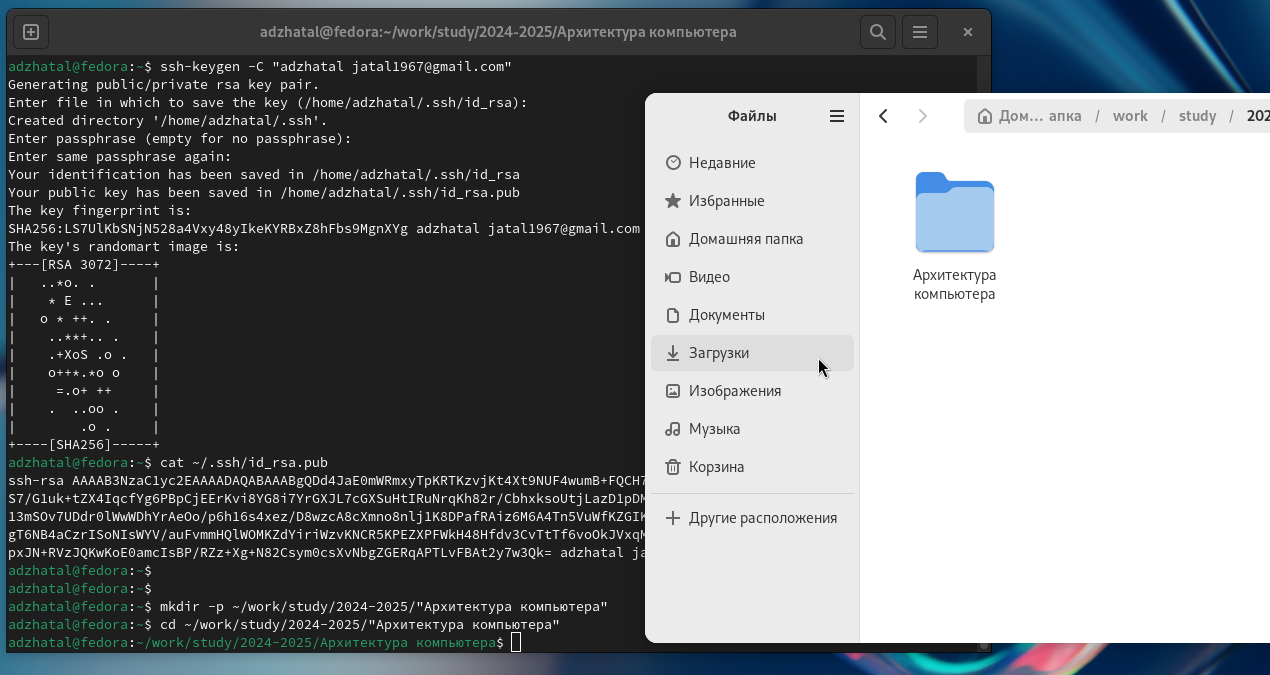 adzhatal@fedora:~/work/study/2024-2025/Архитектура компьютера
adzhatal@fedora:~$ ssh-keygen -C "adzhatal jatal1967@gmail.com"
Generating public/private rsa key pair.
Enter file in which to save the key (/home/adzhatal/.ssh/id_rsa):
Created directory '/home/adzhatal/.ssh'.
Enter passphrase (empty for no passphrase):
Enter same passphrase again:
Your identification has been saved in /home/adzhatal/.ssh/id_rsa
Your public key has been saved in /home/adzhatal/.ssh/id_rsa.pub
The key fingerprint is:
SHA256:LS7UlKbSNjN528a4Vxy48yIkeKYRBxZ8hFbs9MgnXYg adzhatal jatal1967@gmail.com
The key's randomart image is:
+---[RSA 3072]----+
|   ..*o. .       |
|    * E ...      |
|   o * ++. .     |
|    ..**+.. .    |
|    .+XoS .o .   |
|    o++*.*o o    |
|     =.o+ ++     |
|    .  ..oo .    |
|        .o .     |
+----[SHA256]-----+
adzhatal@fedora:~$ cat ~/.ssh/id_rsa.pub
ssh-rsa AAAAB3NzaC1yc2EAAAADAQABAAABgQDd4JaE0mWRmxyTpKRTKzvjKt4Xt9NUF4wumB+FQCH7
S7/G1uk+tZX4IqcfYg6PBpCjEErKvi8YG8i7YrGXJL7cGXSuHtIRuNrqKh82r/CbhxksoUtjLazD1pDM
l3mSOv7UDdr0lWwWDhYrAeOo/p6h16s4xez/D8wzcA8cXmno8nlj1K8DPafRAiz6M6A4Tn5VuWfKZGIK
gT6NB4aCzrISoNIsWYV/auFvmmHQlWOMKZdYiriWzvKNCR5KPEZXPFWkH48Hfdv3CvTtTf6voOkJVxqM
pxJN+RVzJQKwKoE0amcIsBP/RZz+Xg+N82Csym0csXvNbgZGERqAPTLvFBAt2y7w3Qk= adzhatal ja
adzhatal@fedora:~$
adzhatal@fedora:~$
adzhatal@fedora:~$ mkdir -p ~/work/study/2024-2025/"Архитектура компьютера"
adzhatal@fedora:~$ cd ~/work/study/2024-2025/"Архитектура компьютера"
adzhatal@fedora:~/work/study/2024-2025/Архитектура компьютера$
Файлы
Недавние
Избранные
Домашняя папка
Видео
Документы
Загрузки
Изображения
Музыка
Корзина
Другие расположения
Дом… апка / work / study / 202
Архитектура
компьютера